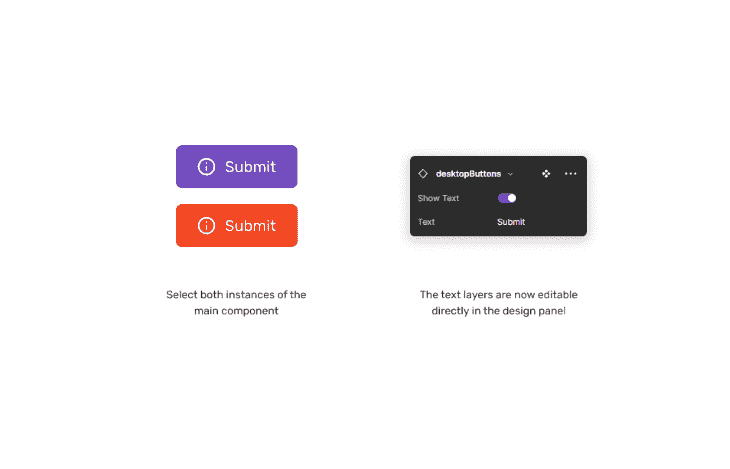 Submit
Submit
desktopButtons
Show Text
Text Submit
Select both instances of the
main component
The text layers are now editable
directly in the design panel